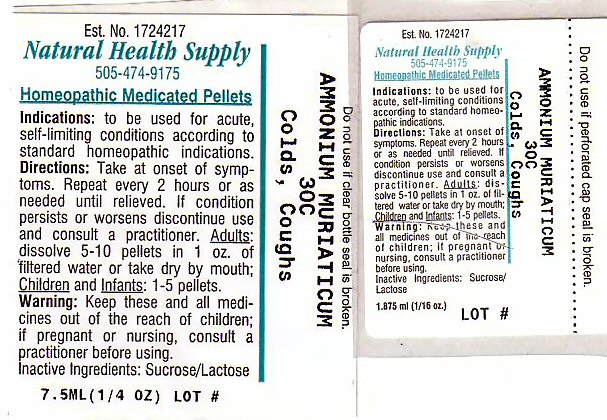 Est. No. 1724217
Natural Health Supply
505-474-9175
Homeopathic Medicated Pellets
Indications: to be used for acute,
self-limiting conditions according to
standard homeopathic indications.
Directions: Take at onset of symp-
toms. Repeat every 2 hours or as
needed until relieved. If condition
persists or worsens discontinue use
and consult a practitioner. Adults:
dissolve 5-10 pellets in 1 oz. of
filtered water or take dry by mouth;
Children and Infants: 1-5 pellets.
Warning: Keep these and all medi-
cines out of the reach of children;
if pregnant or nursing, consult a
practitioner before using.
Inactive Ingredients: Sucrose/Lactose
7.5ML(1/4 OZ) LOT #
Do not use if clear bottle seal is broken.
AMMONIUM MURIATICUM
30C
Colds, Coughs
Est. No. 1724217
Natural Health Supply
505-474-9175
Homeopathic Medicated Pellets
Indications: to be used for
acute, self-limiting conditions
according to standard homeo-
pathic indications.
Directions: Take at onset of
symptoms. Repeat every 2 hours
or as needed until relieved. If
condition persists or worsens
discontinue use and consult a
practitioner. Adults: dis-
solve 5-10 pellets in 1 oz. of fil-
tered water or take dry by mouth;
Children and Infants: 1-5 pellets.
Warning: Keep these and
all medicines out of the reach
of children; if pregnant or
nursing, consult a practitioner
before using.
Inactive Ingredients: Sucrose/
Lactose
1.875 ml (1/16 oz.) LOT #
AMMONIUM MURIATICUM
30C
Colds, Coughs
Do not use if perforated cap seal is broken.